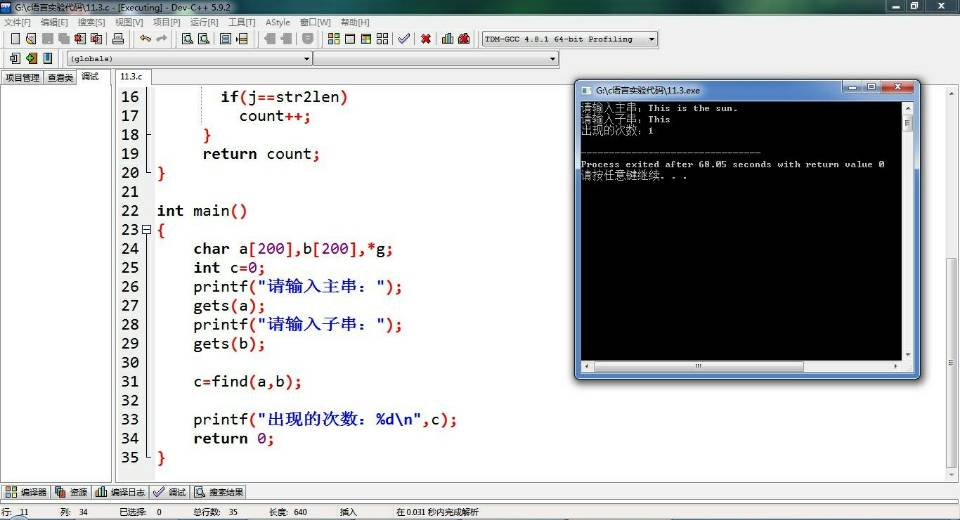 G:\c语言实验代码\11.3.c - [Executing] - Dev-C++ 5.9.2
文件[F] 编辑[E] 搜索[S] 视图[V] 项目[P] 运行[R] 工具[T] AStyle 窗口[W] 帮助[H]
TDM-GCC 4.8.1 64-bit Profiling
(globals)
项目管理 查看类 调试 11.3.c
16 if(j==str2len)
17 count++;
18 }
19 return count;
20 }
21
22 int main()
23 {
24 char a[200],b[200],*g;
25 int c=0;
26 printf("请输入主串：");
27 gets(a);
28 printf("请输入子串：");
29 gets(b);
30
31 c=find(a,b);
32
33 printf("出现的次数：%d\n",c);
34 return 0;
35 }
G:\c语言实验代码\11.3.exe
请输入主串：This is the sun.
请输入子串：This
出现的次数：1
--------------------------------
Process exited after 68.05 seconds with return value 0
请按任意键继续. . .
编译器 资源 编译日志 调试 搜索结果
行: 11 列: 34 已选择: 0 总行数: 35 长度: 640 插入 在 0.031 秒内完成解析